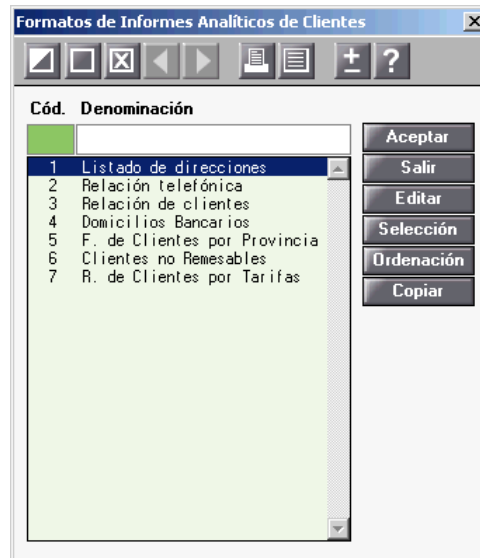 Formatos de Informes Analíticos de Clientes
± ?
Cód. Denominación
1 Listado de direcciones
2 Relación telefónica
3 Relación de clientes
4 Domicilios Bancarios
5 F. de Clientes por Provincia
6 Clientes no Remesables
7 R. de Clientes por Tarifas
Aceptar
Salir
Editar
Selección
Ordenación
Copiar